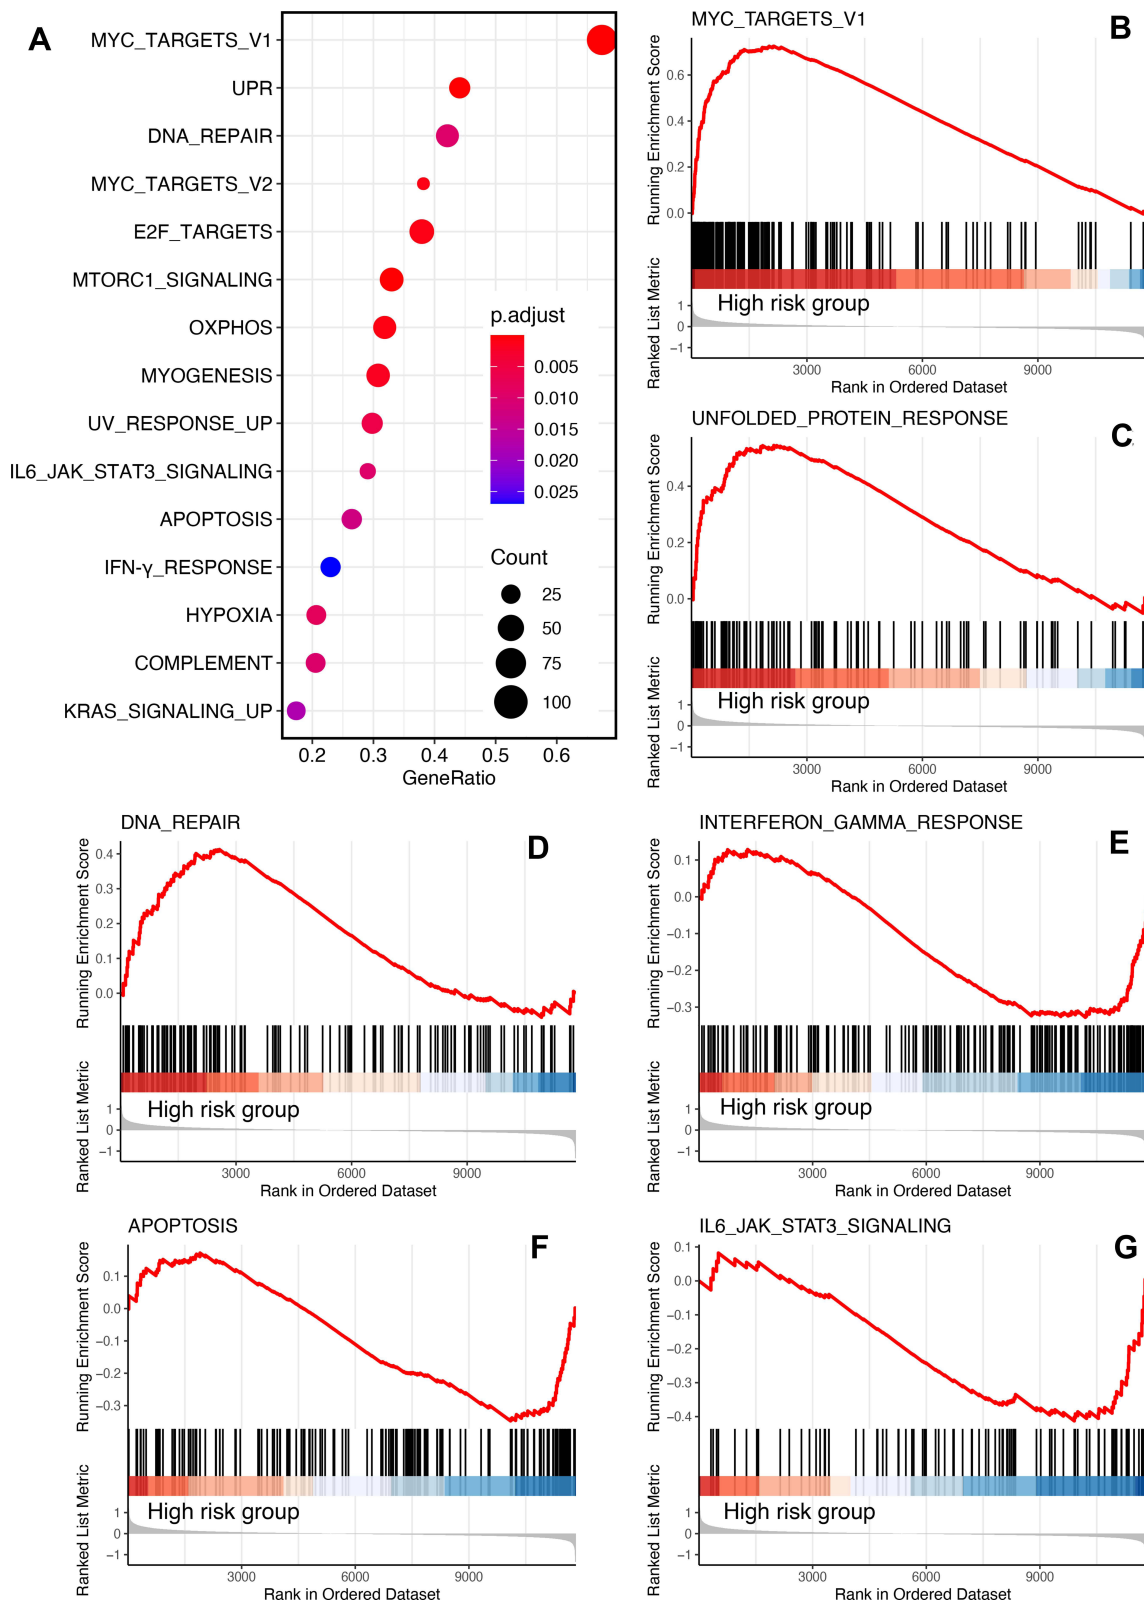 A
MYC_TARGETS_V1
UPR
DNA_REPAIR
MYC_TARGETS_V2
E2F_TARGETS
MTORC1_SIGNALING
OXPHOS
MYOGENESIS
UV_RESPONSE_UP
IL6_JAK_STAT3_SIGNALING
APOPTOSIS
IFN-γ_RESPONSE
HYPOXIA
COMPLEMENT
KRAS_SIGNALING_UP
0.2 0.3 0.4 0.5 0.6
GeneRatio
p.adjust
0.005
0.010
0.015
0.020
0.025
Count
25
50
75
100
MYC_TARGETS_V1
B
Running Enrichment Score
0.6
0.4
0.2
0.0
Ranked List Metric
High risk group
1
0
−1
3000 6000 9000
Rank in Ordered Dataset
UNFOLDED_PROTEIN_RESPONSE
C
Running Enrichment Score
0.4
0.2
0.0
Ranked List Metric
High risk group
1
0
−1
3000 6000 9000
Rank in Ordered Dataset
DNA_REPAIR
D
Running Enrichment Score
0.4
0.3
0.2
0.1
0.0
Ranked List Metric
High risk group
1
0
−1
3000 6000 9000
Rank in Ordered Dataset
INTERFERON_GAMMA_RESPONSE
E
Running Enrichment Score
0.1
0.0
−0.1
−0.2
−0.3
Ranked List Metric
High risk group
1
0
−1
3000 6000 9000
Rank in Ordered Dataset
APOPTOSIS
F
Running Enrichment Score
0.1
0.0
−0.1
−0.2
−0.3
Ranked List Metric
High risk group
1
0
−1
3000 6000 9000
Rank in Ordered Dataset
IL6_JAK_STAT3_SIGNALING
G
Running Enrichment Score
0.1
0.0
−0.1
−0.2
−0.3
−0.4
Ranked List Metric
High risk group
1
0
−1
3000 6000 9000
Rank in Ordered Dataset